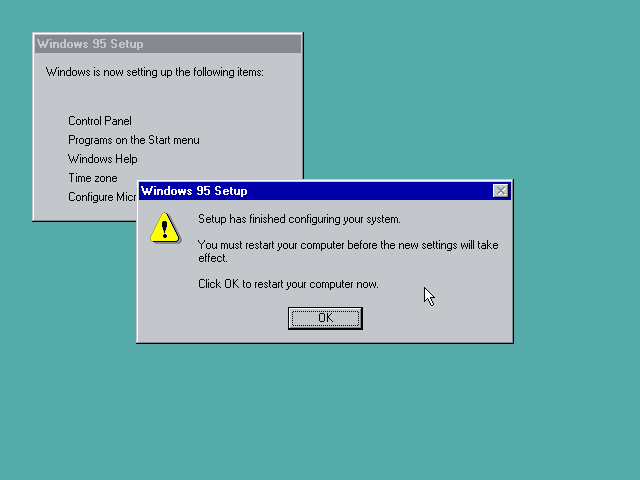 Windows 95 Setup
Windows is now setting up the following items:
Control Panel
Programs on the Start menu
Windows Help
Time zone
Configure
Windows 95 Setup
Setup has finished configuring your system.
You must restart your computer before the new settings will take
effect.
Click OK to restart your computer now.
OK